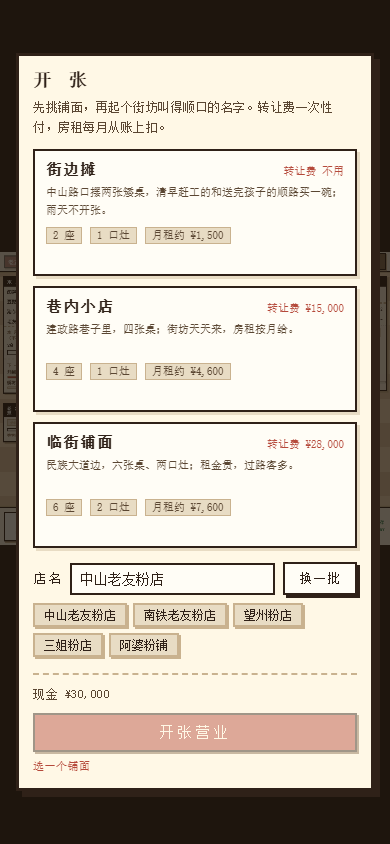 开 张
先挑铺面，再起个街坊叫得顺口的名字。转让费一次性
付，房租每月从账上扣。
街边摊 转让费 不用
中山路口摆两张矮桌，清早赶工的和送完孩子的顺路买一碗；
雨天不开张。
2 座 1 口灶 月租约 ¥1,500
巷内小店 转让费 ¥15,000
建政路巷子里，四张桌；街坊天天来，房租按月给。
4 座 1 口灶 月租约 ¥4,600
临街铺面 转让费 ¥28,000
民族大道边，六张桌、两口灶；租金贵，过路客多。
6 座 2 口灶 月租约 ¥7,600
店名 中山老友粉店 换一批
中山老友粉店 南铁老友粉店 望州粉店
三姐粉店 阿婆粉铺
现金 ¥30,000
开张营业
选一个铺面